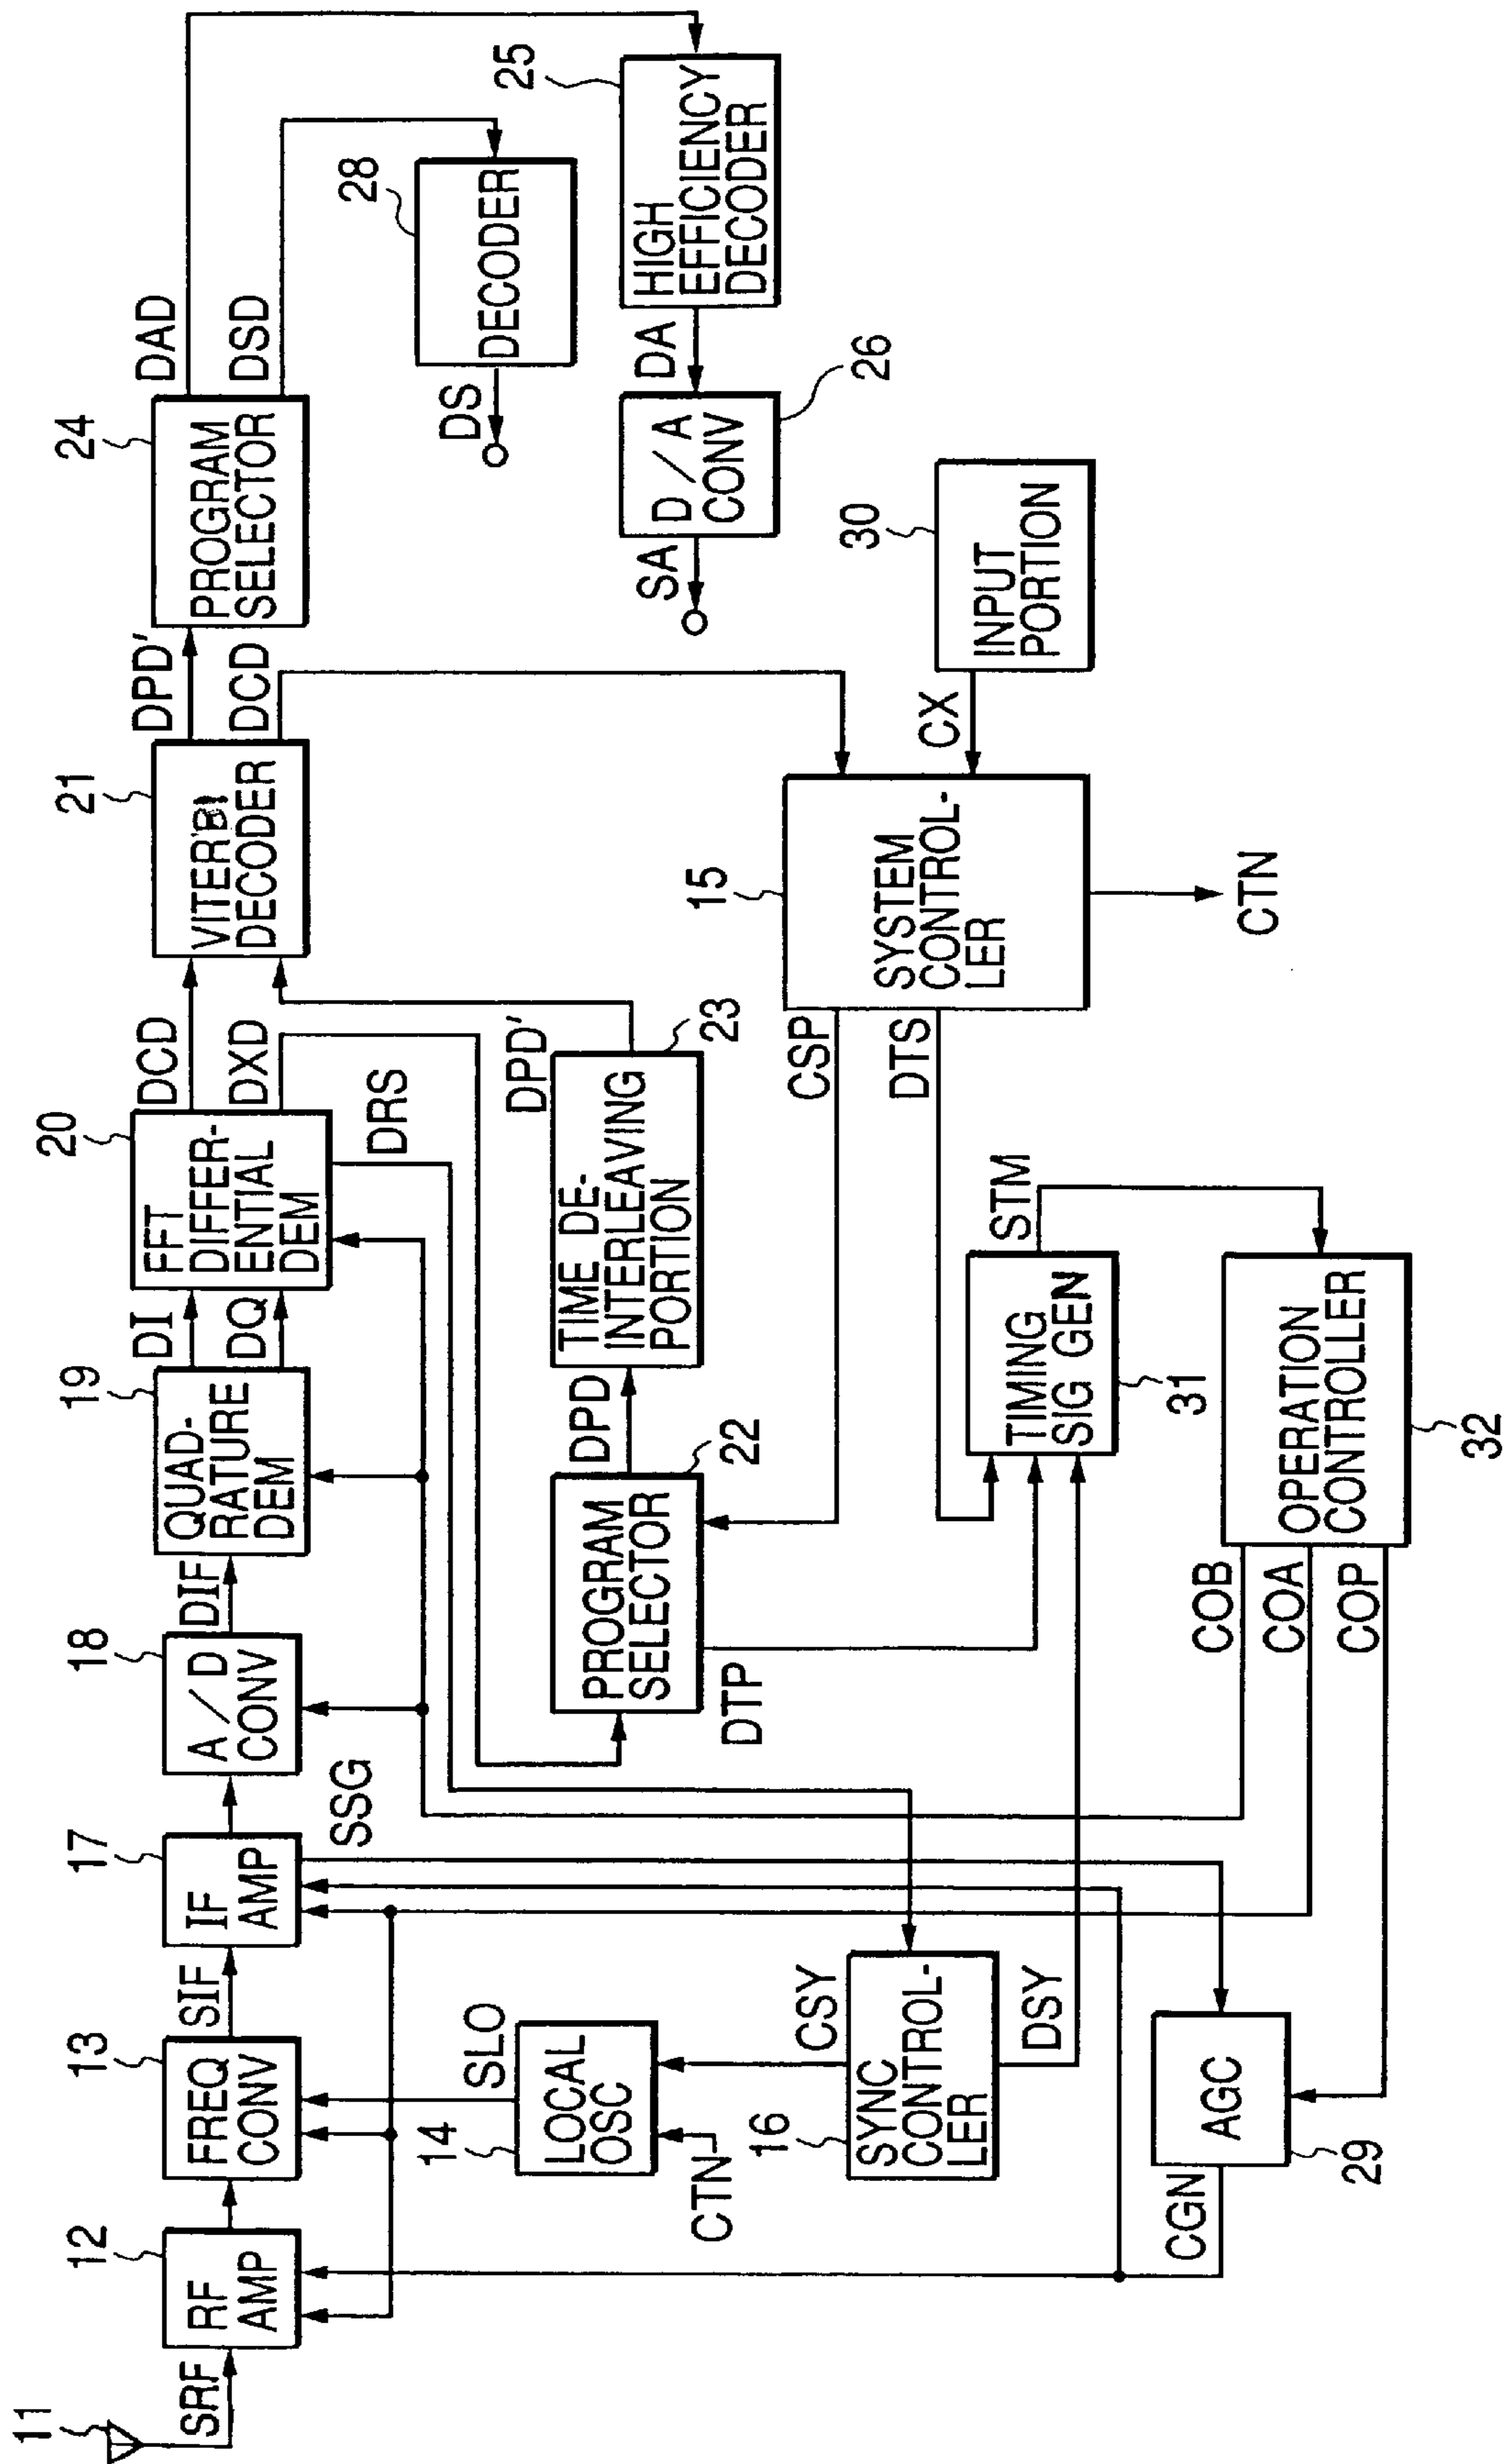 11
SRF
12
RF
AMP
13
FREQ
CONV
SIF
17
IF
AMP
SSG
18
A/D
CONV
DIF
19
QUAD-
RATURE
DEM
DI
DQ
20
FFT
DIFFER-
ENTIAL
DEM
DCD
DXD
DRS
21
VITERBI
DECODER
DPD'
DCD
24
PROGRAM
SELECTOR
DAD
DSD
28
DECODER
DS
25
HIGH
EFFICIENCY
DECODER
DA
26
D/A
CONV
SA
14
LOCAL
OSC
SLO
CTN
22
PROGRAM
SELECTOR
DPD
DTP
23
TIME DE-
INTERLEAVING
PORTION
DPD'
16
SYNC
CONTROL-
LER
CSY
DSY
15
SYSTEM
CONTROL-
LER
CSP
DTS
CX
CTN
30
INPUT
PORTION
31
TIMING
SIG GEN
STM
29
AGC
CGN
32
OPERATION
CONTROLLER
COB
COA
COP